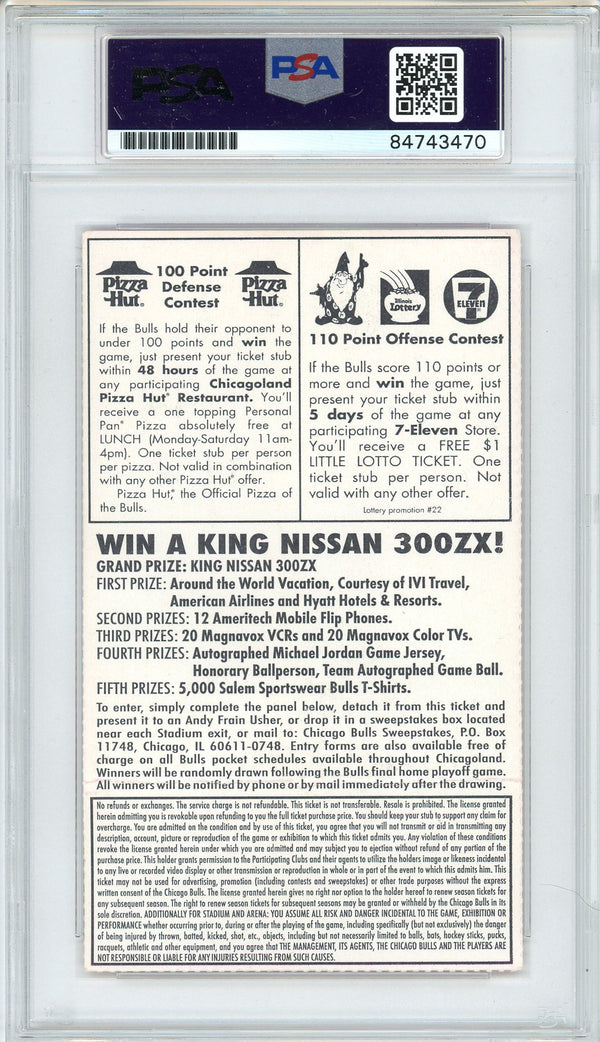 PSA
PSA
84743470
Pizza Hut®
100 Point
Defense
Contest
Pizza Hut®
If the Bulls hold their opponent to
under 100 points and win the
game, just present your ticket stub
within 48 hours of the game at
any participating Chicagoland
Pizza Hut® Restaurant. You'll
receive a one topping Personal
Pan® Pizza absolutely free at
LUNCH (Monday-Saturday 11am-
4pm). One ticket stub per person
per pizza. Not valid in combination
with any other Pizza Hut® offer.
Pizza Hut,® the Official Pizza of
the Bulls.
Illinois
Lottery
7
ELEVEN
110 Point Offense Contest
If the Bulls score 110 points or
more and win the game, just
present your ticket stub within
5 days of the game at any
participating 7-Eleven Store.
You'll receive a FREE $1
LITTLE LOTTO TICKET. One
ticket stub per person. Not
valid with any other offer.
Lottery promotion #22
WIN A KING NISSAN 300ZX!
GRAND PRIZE: KING NISSAN 300ZX
FIRST PRIZE: Around the World Vacation, Courtesy of IVI Travel,
American Airlines and Hyatt Hotels & Resorts.
SECOND PRIZES: 12 Ameritech Mobile Flip Phones.
THIRD PRIZES: 20 Magnavox VCRs and 20 Magnavox Color TVs.
FOURTH PRIZES: Autographed Michael Jordan Game Jersey,
Honorary Ballperson, Team Autographed Game Ball.
FIFTH PRIZES: 5,000 Salem Sportswear Bulls T-Shirts.
To enter, simply complete the panel below, detach it from this ticket and
present it to an Andy Frain Usher, or drop it in a sweepstakes box located
near each Stadium exit, or mail to: Chicago Bulls Sweepstakes, P.O. Box
11748, Chicago, IL 60611-0748. Entry forms are also available free of
charge on all Bulls pocket schedules available throughout Chicagoland.
Winners will be randomly drawn following the Bulls final home playoff game.
All winners will be notified by phone or by mail immediately after the drawing.
No refunds or exchanges. The service charge is not refundable. This ticket is not transferable. Resale is prohibited. The license granted
herein admitting you is revokable upon refunding to you the full ticket purchase price. You should keep your stub to support any claim for
overcharge. You are admitted on the condition and by use of this ticket, you agree that you will not transmit or aid in transmitting any
description, account, picture or reproduction of the game or exhibition to which this ticket admits you. Any violation of these conditions
revoke the license granted herein under which you are admitted and may subject you to ejection without refund of any portion of the
purchase price. This holder grants permission to the Participating Clubs and their agents to utilize the holders image or likeness incidental
to any live or recorded video display or other transmission or reproduction in whole or in part of the event to which this admits him. This
ticket may not be used for advertising, promotion (including contests and sweepstakes) or other trade purposes without the express
written consent of the Chicago Bulls. The license granted herein gives no right nor option to the holder hereof to renew season tickets for
any subsequent season. The right to renew season tickets for subsequent seasons may be granted or withheld by the Chicago Bulls in its
sole discretion. ADDITIONALLY FOR STADIUM AND ARENA: YOU ASSUME ALL RISK AND DANGER INCIDENTAL TO THE GAME, EXHIBITION OR
PERFORMANCE whether occurring prior to, during or after the playing of the game, including specifically (but not exclusively) the danger
of being injured by thrown, batted, kicked, shot, etc., objects, including but not necessarily limited to balls, bats, hockey sticks, pucks,
racquets, athletic and other equipment, and you agree that THE MANAGEMENT, ITS AGENTS, THE CHICAGO BULLS AND THE PLAYERS ARE
NOT RESPONSIBLE OR LIABLE FOR ANY INJURIES RESULTING FROM SUCH CAUSES.